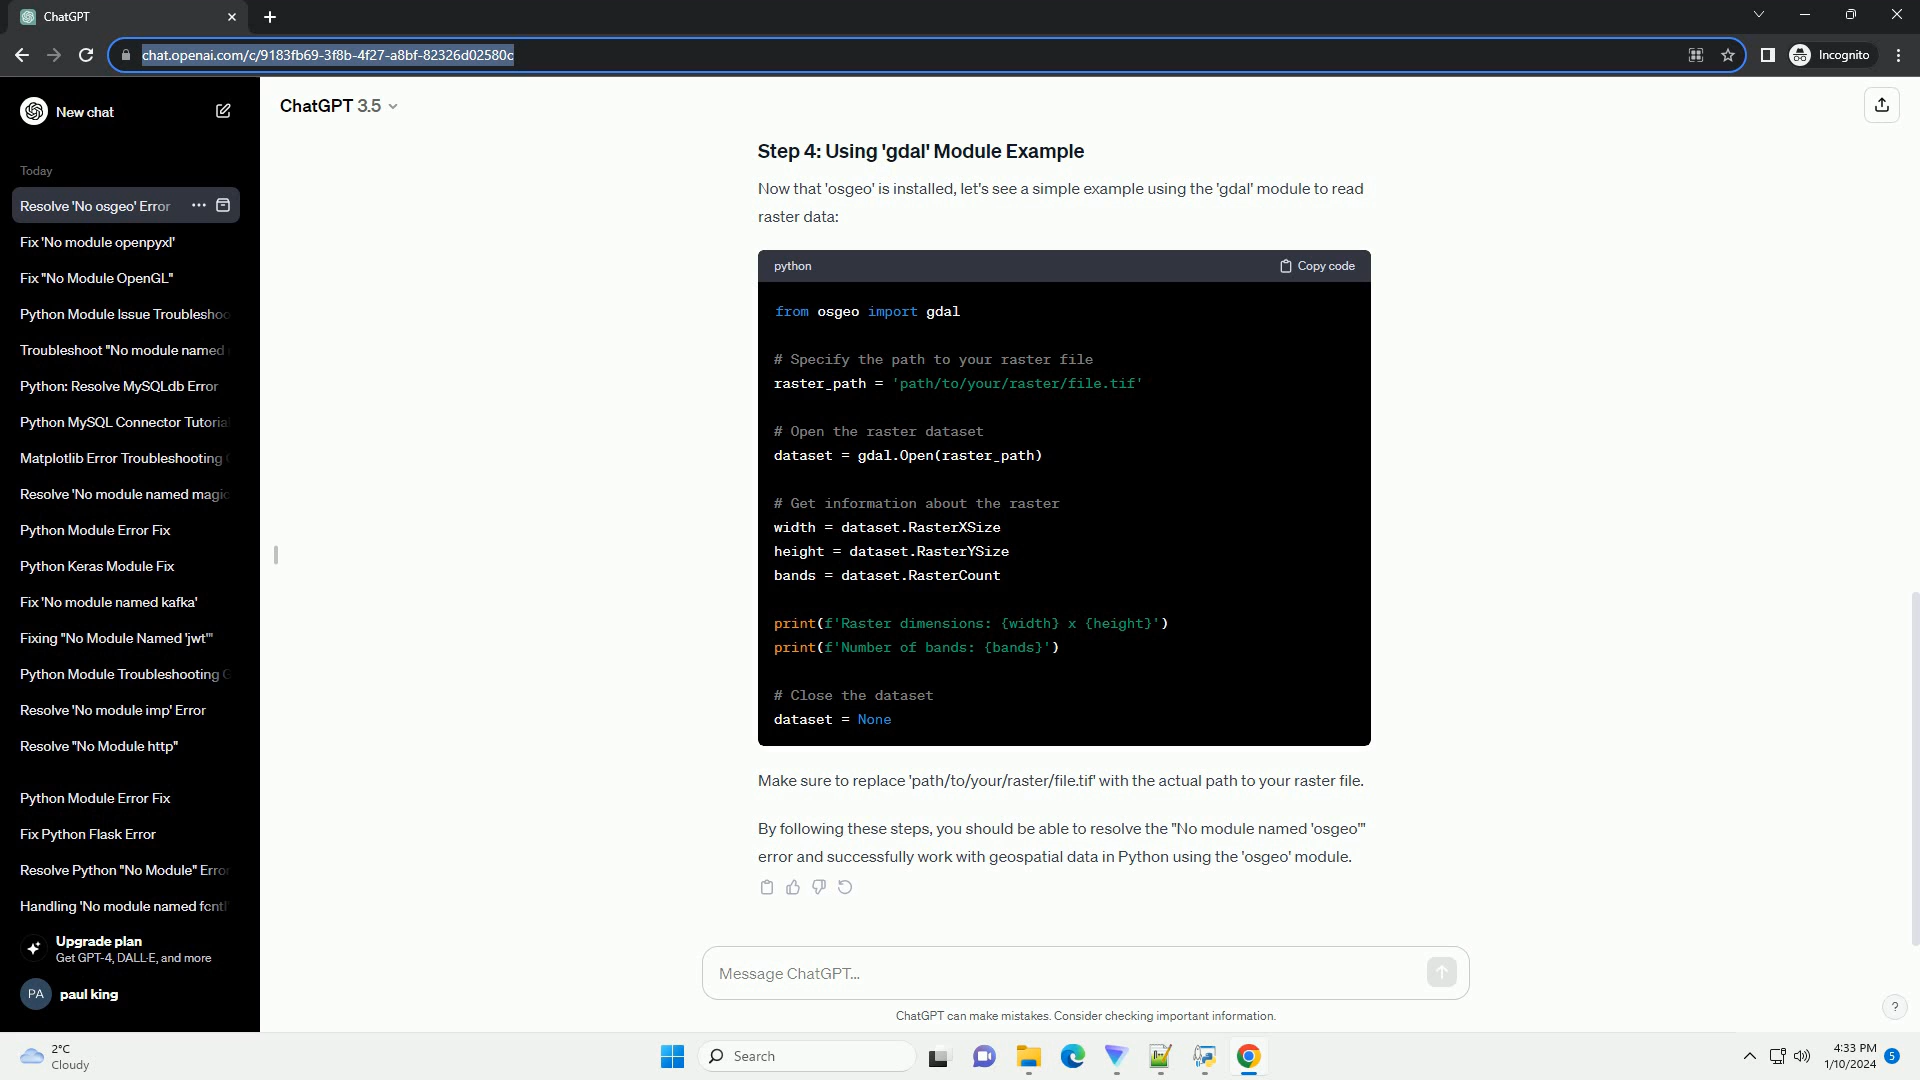 ChatGPT
chat.openai.com/c/9183fb69-3f8b-4f27-a8bf-82326d02580c
Incognito
New chat
Today
Resolve 'No osgeo' Error
Fix 'No module openpyxl'
Fix "No Module OpenGL"
Python Module Issue Troubleshoo
Troubleshoot "No module named
Python: Resolve MySQLdb Error
Python MySQL Connector Tutoria
Matplotlib Error Troubleshooting
Resolve 'No module named magic
Python Module Error Fix
Python Keras Module Fix
Fix 'No module named kafka'
Fixing "No Module Named 'jwt'"
Python Module Troubleshooting G
Resolve 'No module imp' Error
Resolve "No Module http"
Python Module Error Fix
Fix Python Flask Error
Resolve Python "No Module" Error
Handling 'No module named fcntl'
Upgrade plan
Get GPT-4, DALL·E, and more
PA
paul king
ChatGPT 3.5
Step 4: Using 'gdal' Module Example
Now that 'osgeo' is installed, let's see a simple example using the 'gdal' module to read
raster data:
python
Copy code
from osgeo import gdal
# Specify the path to your raster file
raster_path = 'path/to/your/raster/file.tif'
# Open the raster dataset
dataset = gdal.Open(raster_path)
# Get information about the raster
width = dataset.RasterXSize
height = dataset.RasterYSize
bands = dataset.RasterCount
print(f'Raster dimensions: {width} x {height}')
print(f'Number of bands: {bands}')
# Close the dataset
dataset = None
Make sure to replace 'path/to/your/raster/file.tif' with the actual path to your raster file.
By following these steps, you should be able to resolve the "No module named 'osgeo'"
error and successfully work with geospatial data in Python using the 'osgeo' module.
Message ChatGPT...
ChatGPT can make mistakes. Consider checking important information.
?
2°C
Cloudy
Search
4:33 PM
1/10/2024
5